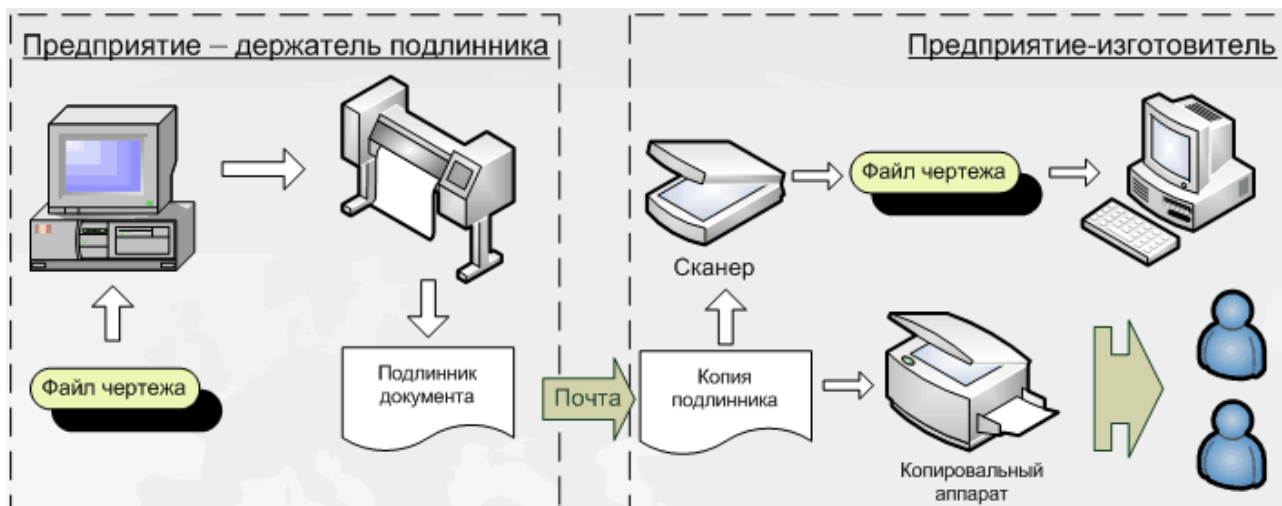 Предприятие – держатель подлинника
Предприятие-изготовитель
Файл чертежа
Сканер
Файл чертежа
Подлинник
документа
Почта
Копия
подлинника
Копировальный
аппарат